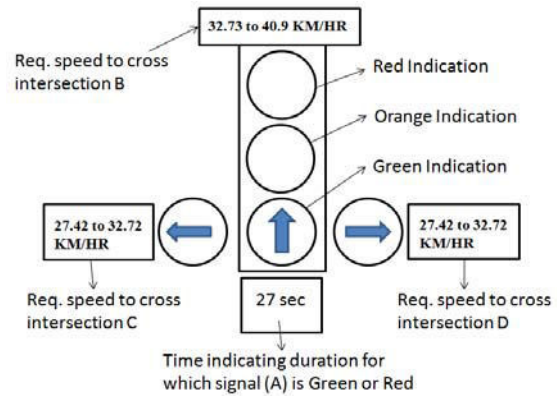 32.73 to 40.9 KM/HR
Req. speed to cross
intersection B
Red Indication
Orange Indication
Green Indication
27.42 to 32.72
KM/HR
27.42 to 32.72
KM/HR
Req. speed to cross
intersection C
27 sec
Req. speed to cross
intersection D
Time indicating duration for
which signal (A) is Green or Red